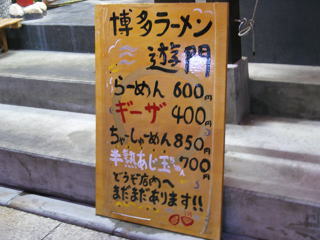 博多ラーメン
遊門
らーめん 600円
ギーザ 400円
ちゃーしゅーめん 850円
半熟あじ玉 700円
どうぞ店内へ
まだまだあります!!